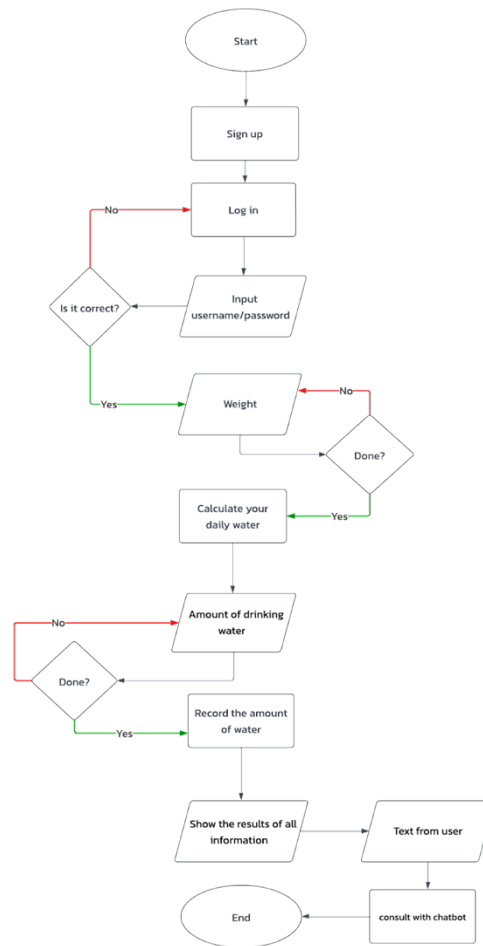 Start
Sign up
No
Log in
Is it correct?
Input
username/password
Yes
Weight
No
Done?
Calculate your
daily water
Yes
No
Amount of drinking
water
Done?
Yes
Record the amount
of water
Show the results of all
information
Text from user
End
consult with chatbot